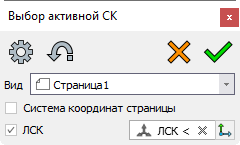 Выбор активной СК
Вид Страница1
Система координат страницы
ЛСК ЛСК <